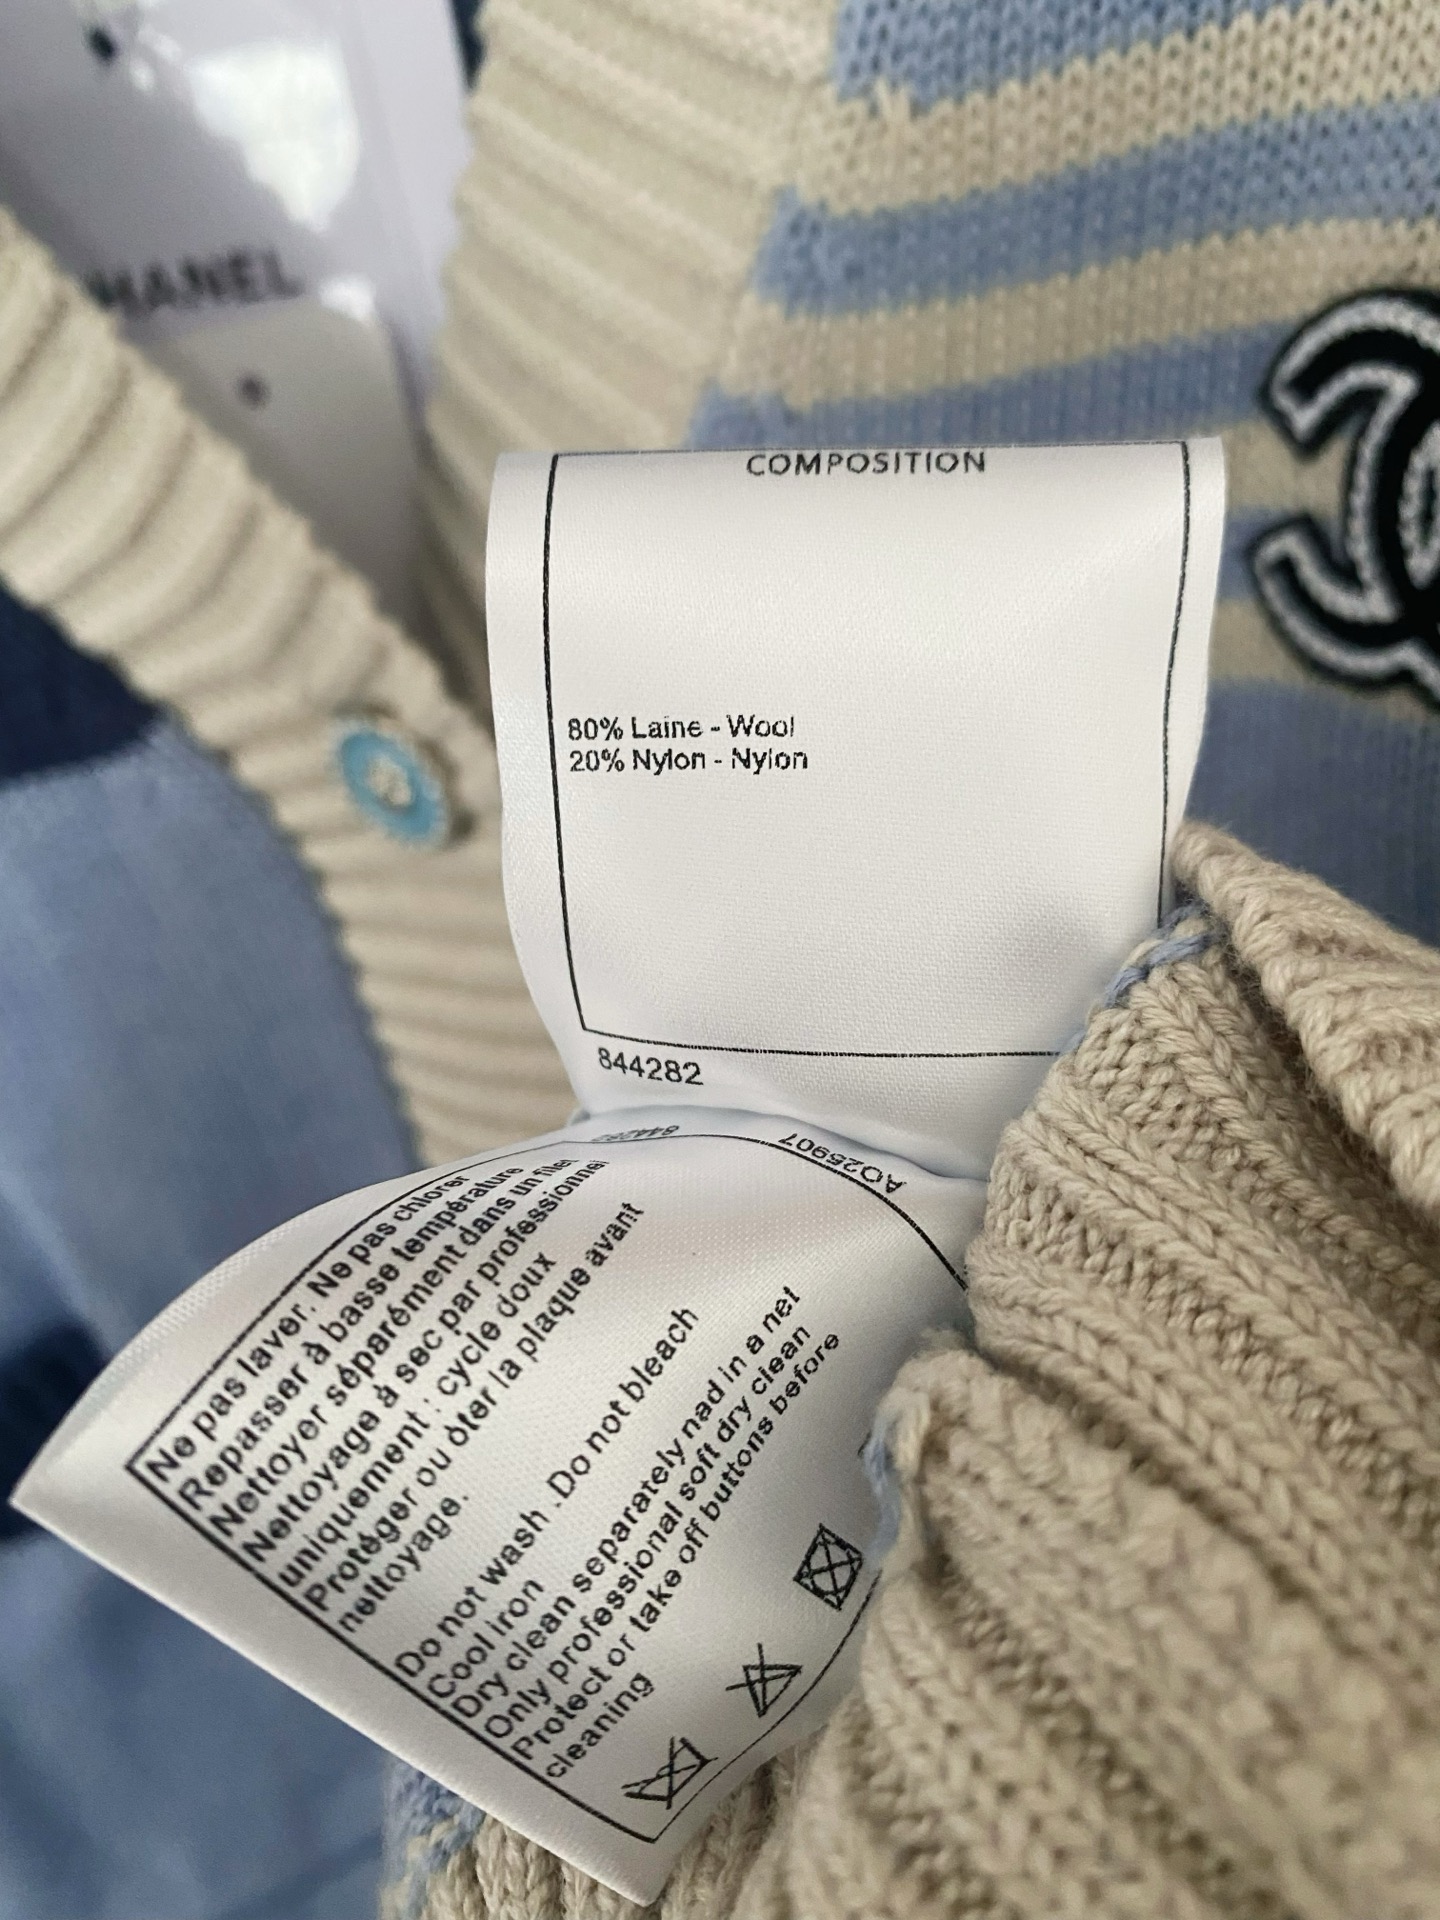 CHANEL
COMPOSITION
80% Laine - Wool
20% Nylon - Nylon
844282
844282
AO25907
Ne pas laver. Ne pas chlorer
Repasser à basse température
Nettoyer séparément dans un filet
Nettoyage à sec par professionnel
uniquement : cycle doux
Protéger ou ôter la plaque avant
nettoyage.
Do not wash .Do not bleach
Cool iron
Dry clean separately nad in a net
Only professional soft dry clean
Protect or take off buttons before
cleaning